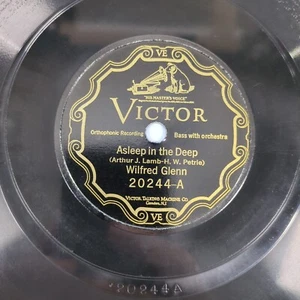 VE
"HIS MASTER'S VOICE"
VICTOR
Orthophonic Recording Bass with orchestra
Asleep in the Deep
(Arthur J. Lamb-H. W. Petrie)
Wilfred Glenn
20244-A
VICTOR TALKING MACHINE CO.
Camden, N.J.
VE
20244A